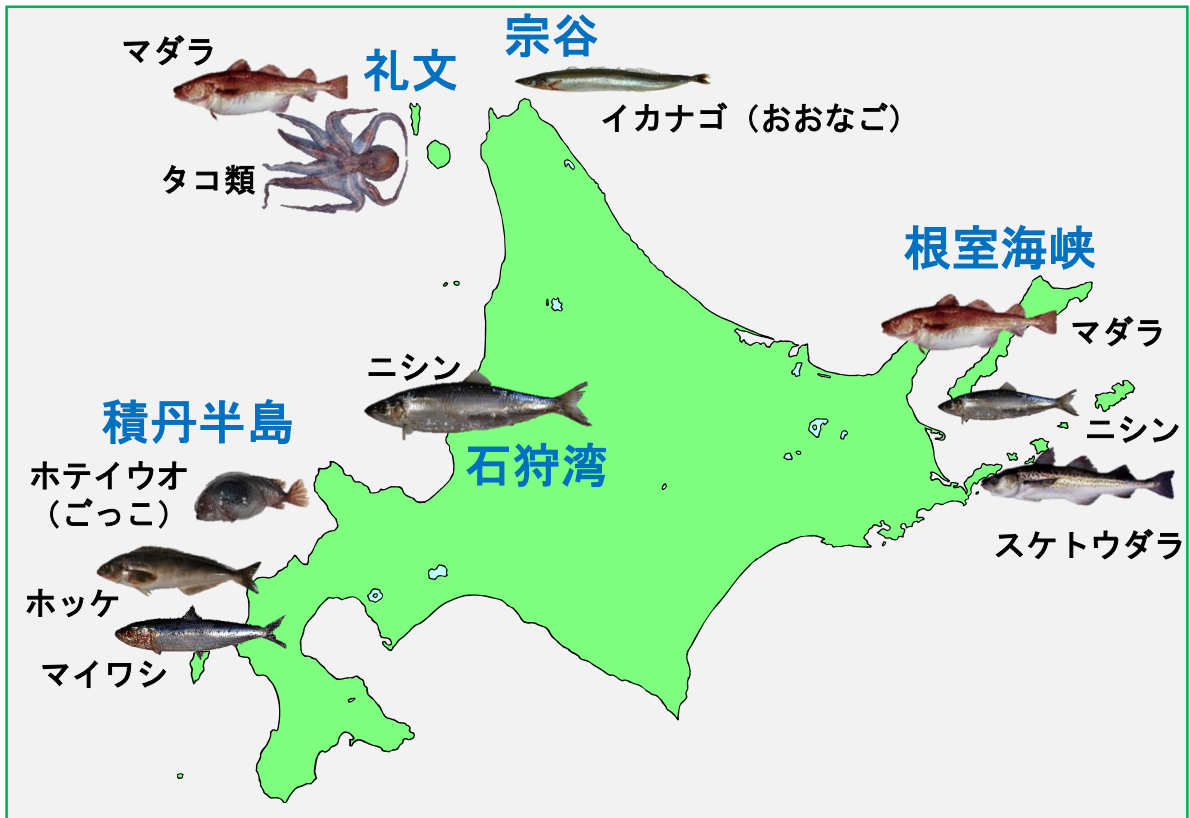 宗谷
マダラ
礼文
イカナゴ（おおなご）
タコ類
根室海峡
マダラ
ニシン
積丹半島
ニシン
石狩湾
ホテイウオ
（ごっこ）
スケトウダラ
ホッケ
マイワシ